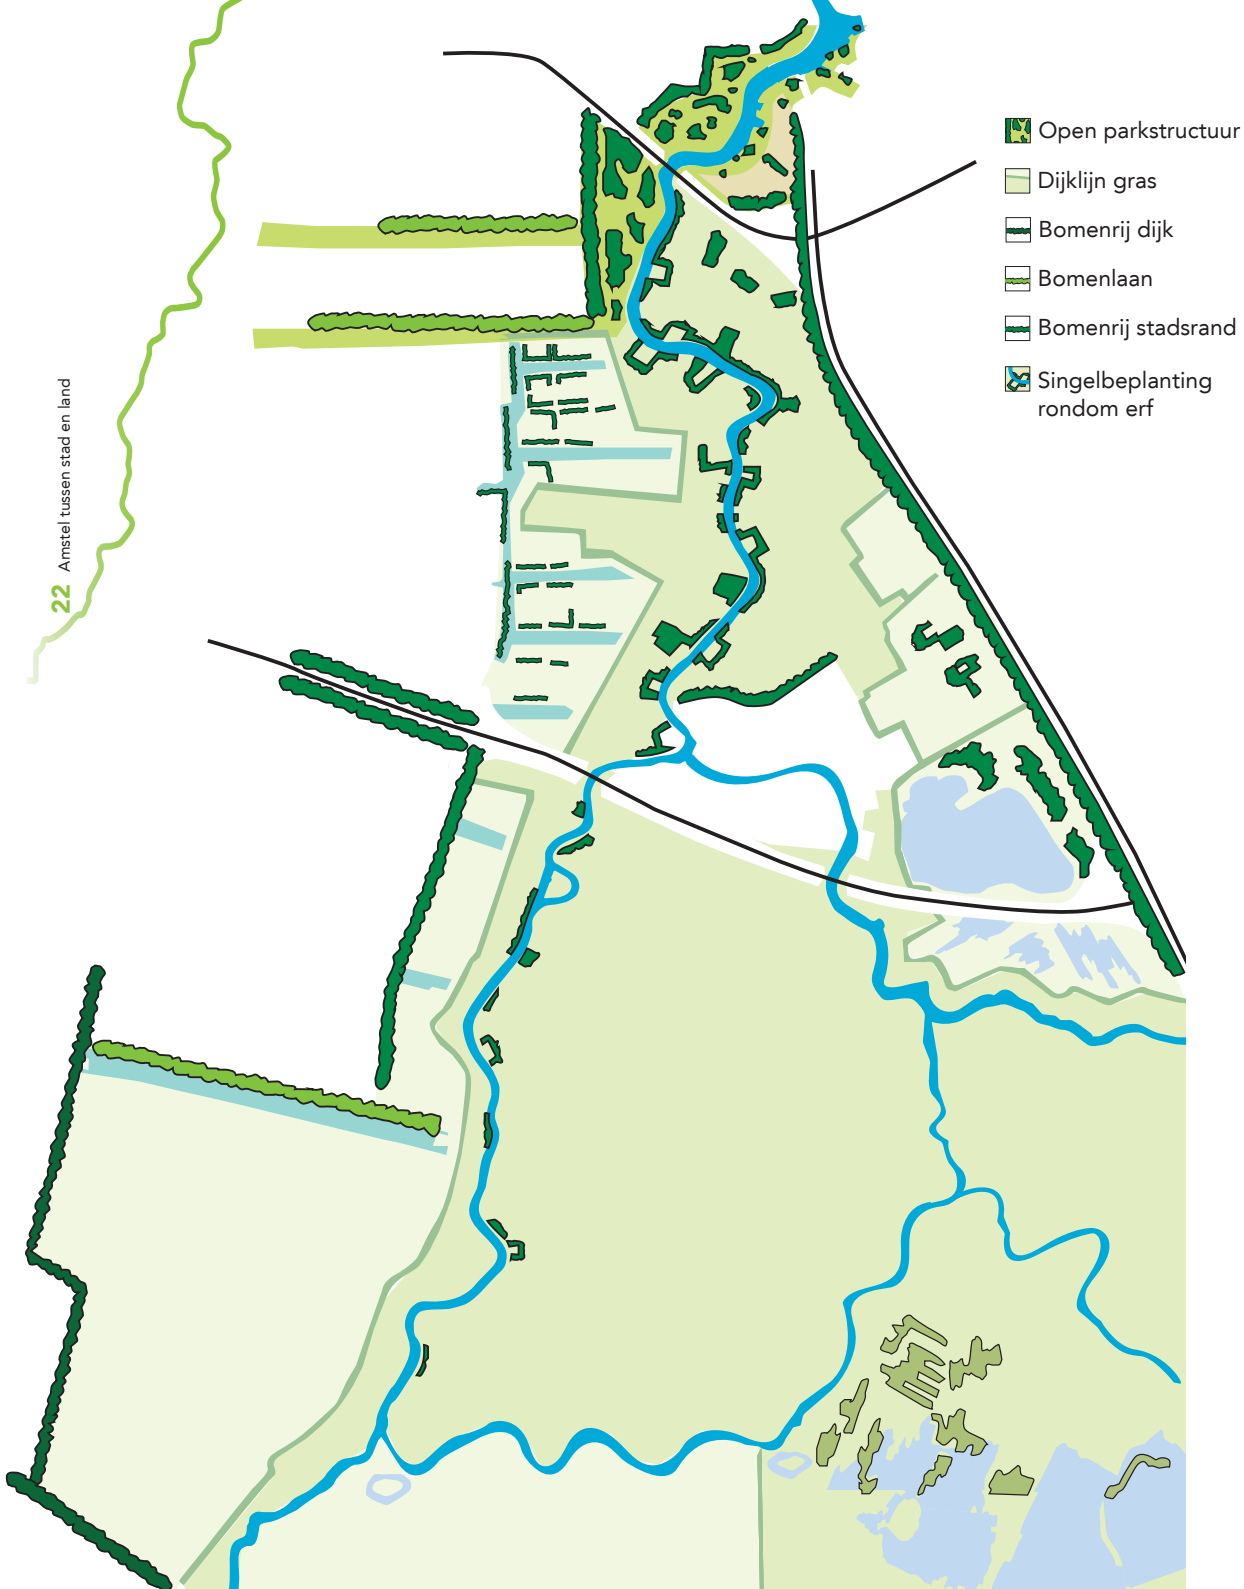 Open parkstructuur
Dijklijn gras
Bomenrij dijk
Bomenlaan
Bomenrij stadsrand
Singelbeplanting
rondom erf
22 Amstel tussen stad en land